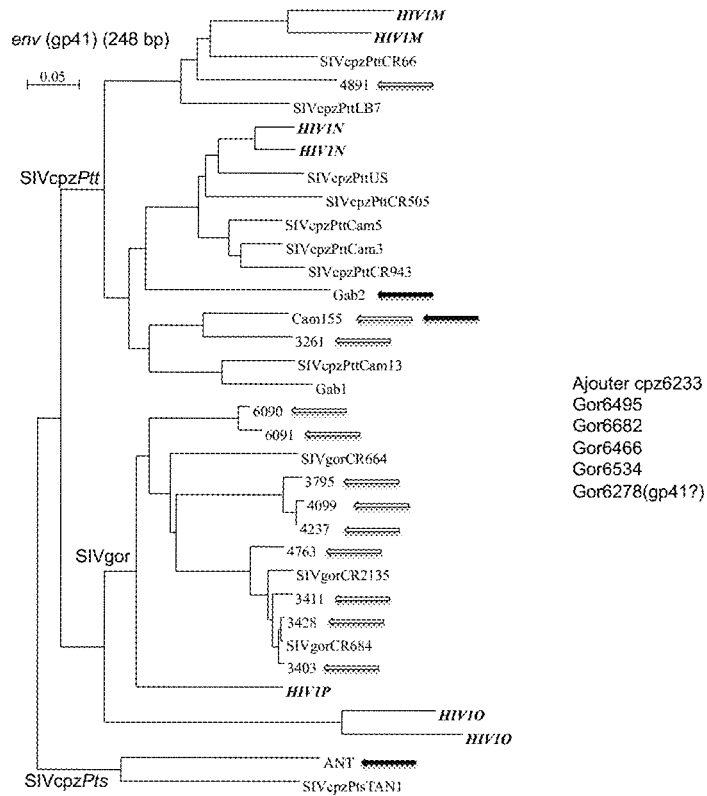 env (gp41) (248 bp)
0.05
HIV1M
HIV1M
SIVcpzPttCR66
4891
SIVcpzPttLB7
HIV1N
HIV1N
SIVcpzPtt
SIVcpzPttUS
SIVcpzPttCR505
SIVcpzPttCam5
SIVcpzPttCam3
SIVcpzPttCR943
Gab2
Cam155
3261
SIVcpzPttCam13
Gab1
Ajouter cpz6233
Gor6495
Gor6682
Gor6466
Gor6534
Gor6278(gp41?)
6090
6091
SIVgorCR664
3795
4099
4237
SIVgor
4763
SIVgorCR2135
3411
3428
SIVgorCR684
3403
HIV1P
HIV1O
HIV1O
ANT
SIVcpzPts
SIVcpzPtsTAN1